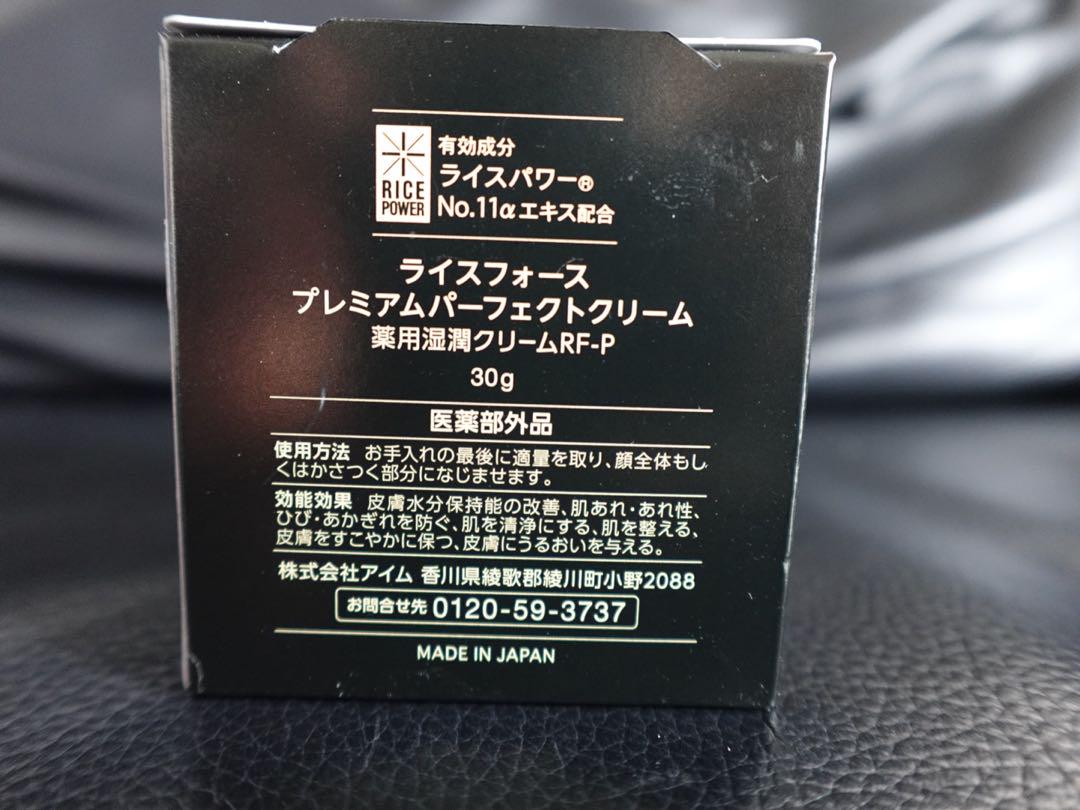 RICE
POWER
有効成分
ライスパワー®
No.11αエキス配合
ライスフォース
プレミアムパーフェクトクリーム
薬用湿潤クリームRF-P
30g
医薬部外品
使用方法 お手入れの最後に適量を取り、顔全体もし
くはかさつく部分になじませます。
効能効果 皮膚水分保持能の改善、肌あれ・あれ性、
ひび・あかぎれを防ぐ、肌を清浄にする、肌を整える、
皮膚をすこやかに保つ、皮膚にうるおいを与える。
株式会社アイム 香川県綾歌郡綾川町小野2088
お問合せ先 0120-59-3737
MADE IN JAPAN